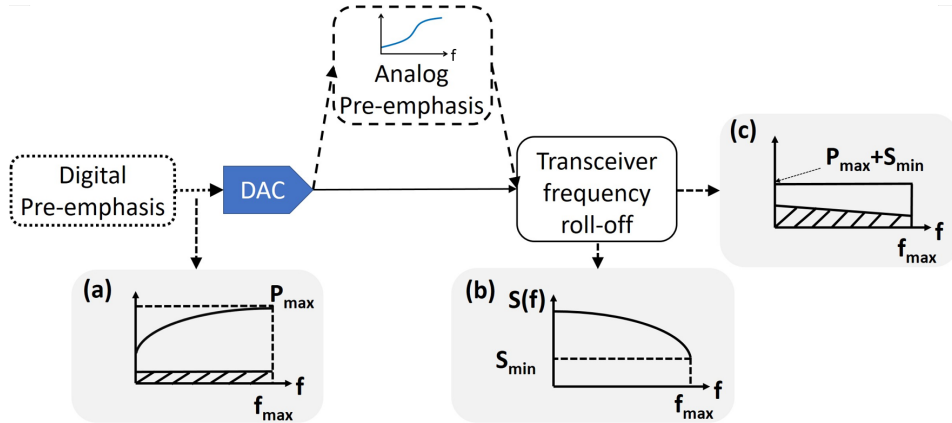 f
Analog
Pre-emphasis
Digital
Pre-emphasis
DAC
Transceiver
frequency
roll-off
(c)
Pmax+Smin
f
fmax
(a)
Pmax
f
fmax
(b)
S(f)
Smin
f
fmax